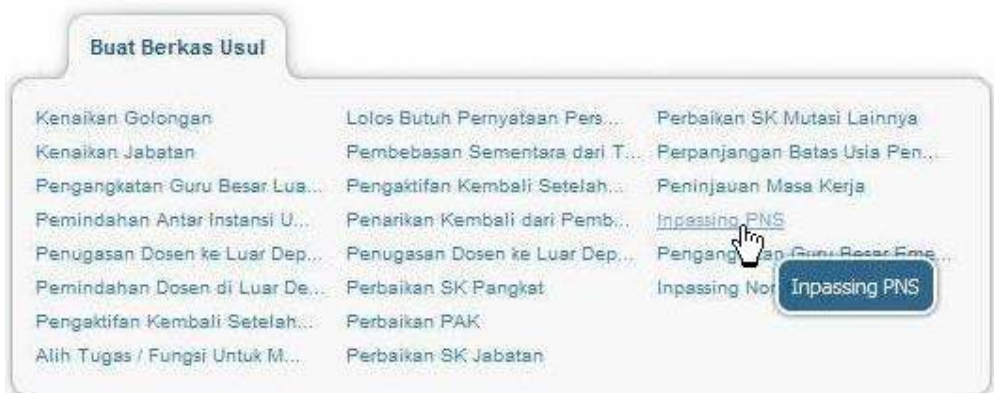 Buat Berkas Usul
Kenaikan Golongan
Kenaikan Jabatan
Pengangkatan Guru Besar Lua...
Pemindahan Antar Instansi U...
Penugasan Dosen ke Luar Dep...
Pemindahan Dosen di Luar De...
Pengaktifan Kembali Setelah...
Alih Tugas / Fungsi Untuk M...
Lolos Butuh Pernyataan Pers...
Pembebasan Sementara dari T...
Pengaktifan Kembali Setelah...
Penarikan Kembali dari Pemb...
Penugasan Dosen ke Luar Dep...
Perbaikan SK Pangkat
Perbaikan PAK
Perbaikan SK Jabatan
Perbaikan SK Mutasi Lainnya
Perpanjangan Batas Usia Pen...
Peninjauan Masa Kerja
Inpassing PNS
Guru Besar Eme...
Inpassing
Inpassing PNS